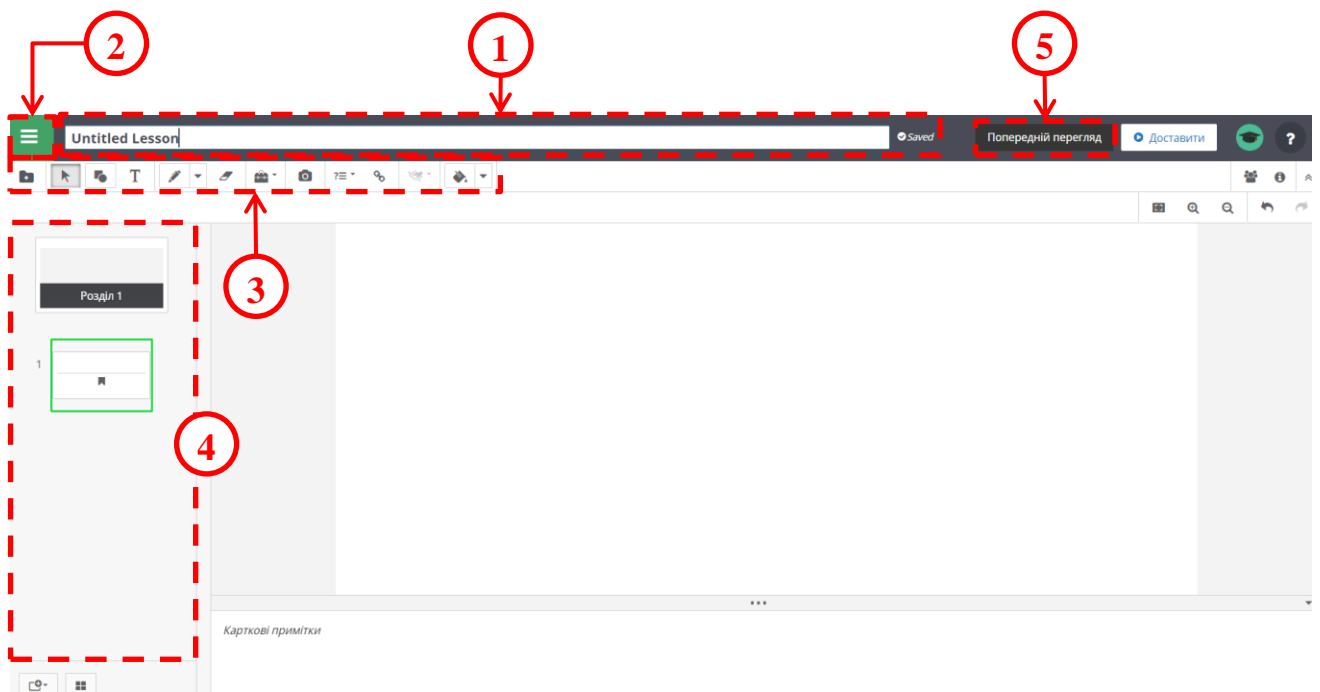 2
1
5
Untitled Lesson
Saved
Попередній перегляд
Доставити
?
T
?
3
Розділ 1
1
4
Карткові примітки